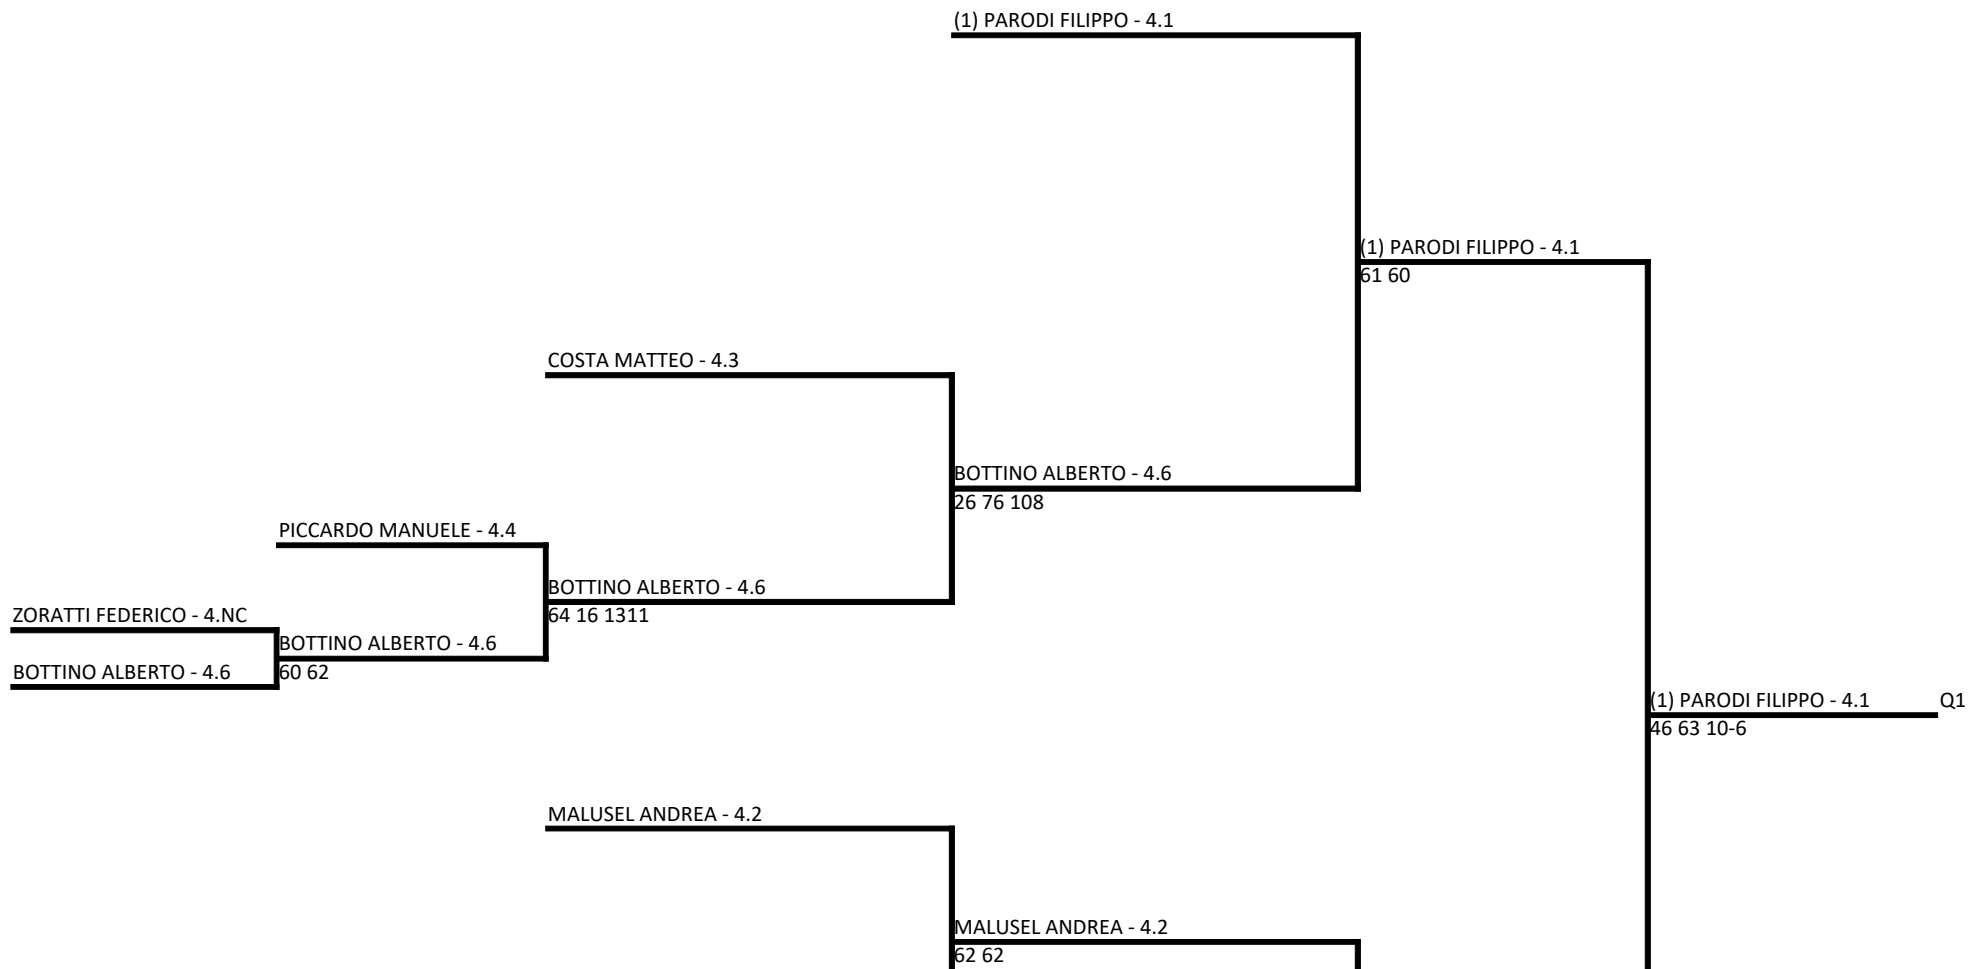 (1) PARODI FILIPPO - 4.1
(1) PARODI FILIPPO - 4.1
61 60
COSTA MATTEO - 4.3
BOTTINO ALBERTO - 4.6
26 76 108
PICCARDO MANUELE - 4.4
BOTTINO ALBERTO - 4.6
64 16 1311
ZORATTI FEDERICO - 4.NC
BOTTINO ALBERTO - 4.6
60 62
BOTTINO ALBERTO - 4.6
(1) PARODI FILIPPO - 4.1 Q1
46 63 10-6
MALUSEL ANDREA - 4.2
MALUSEL ANDREA - 4.2
62 62